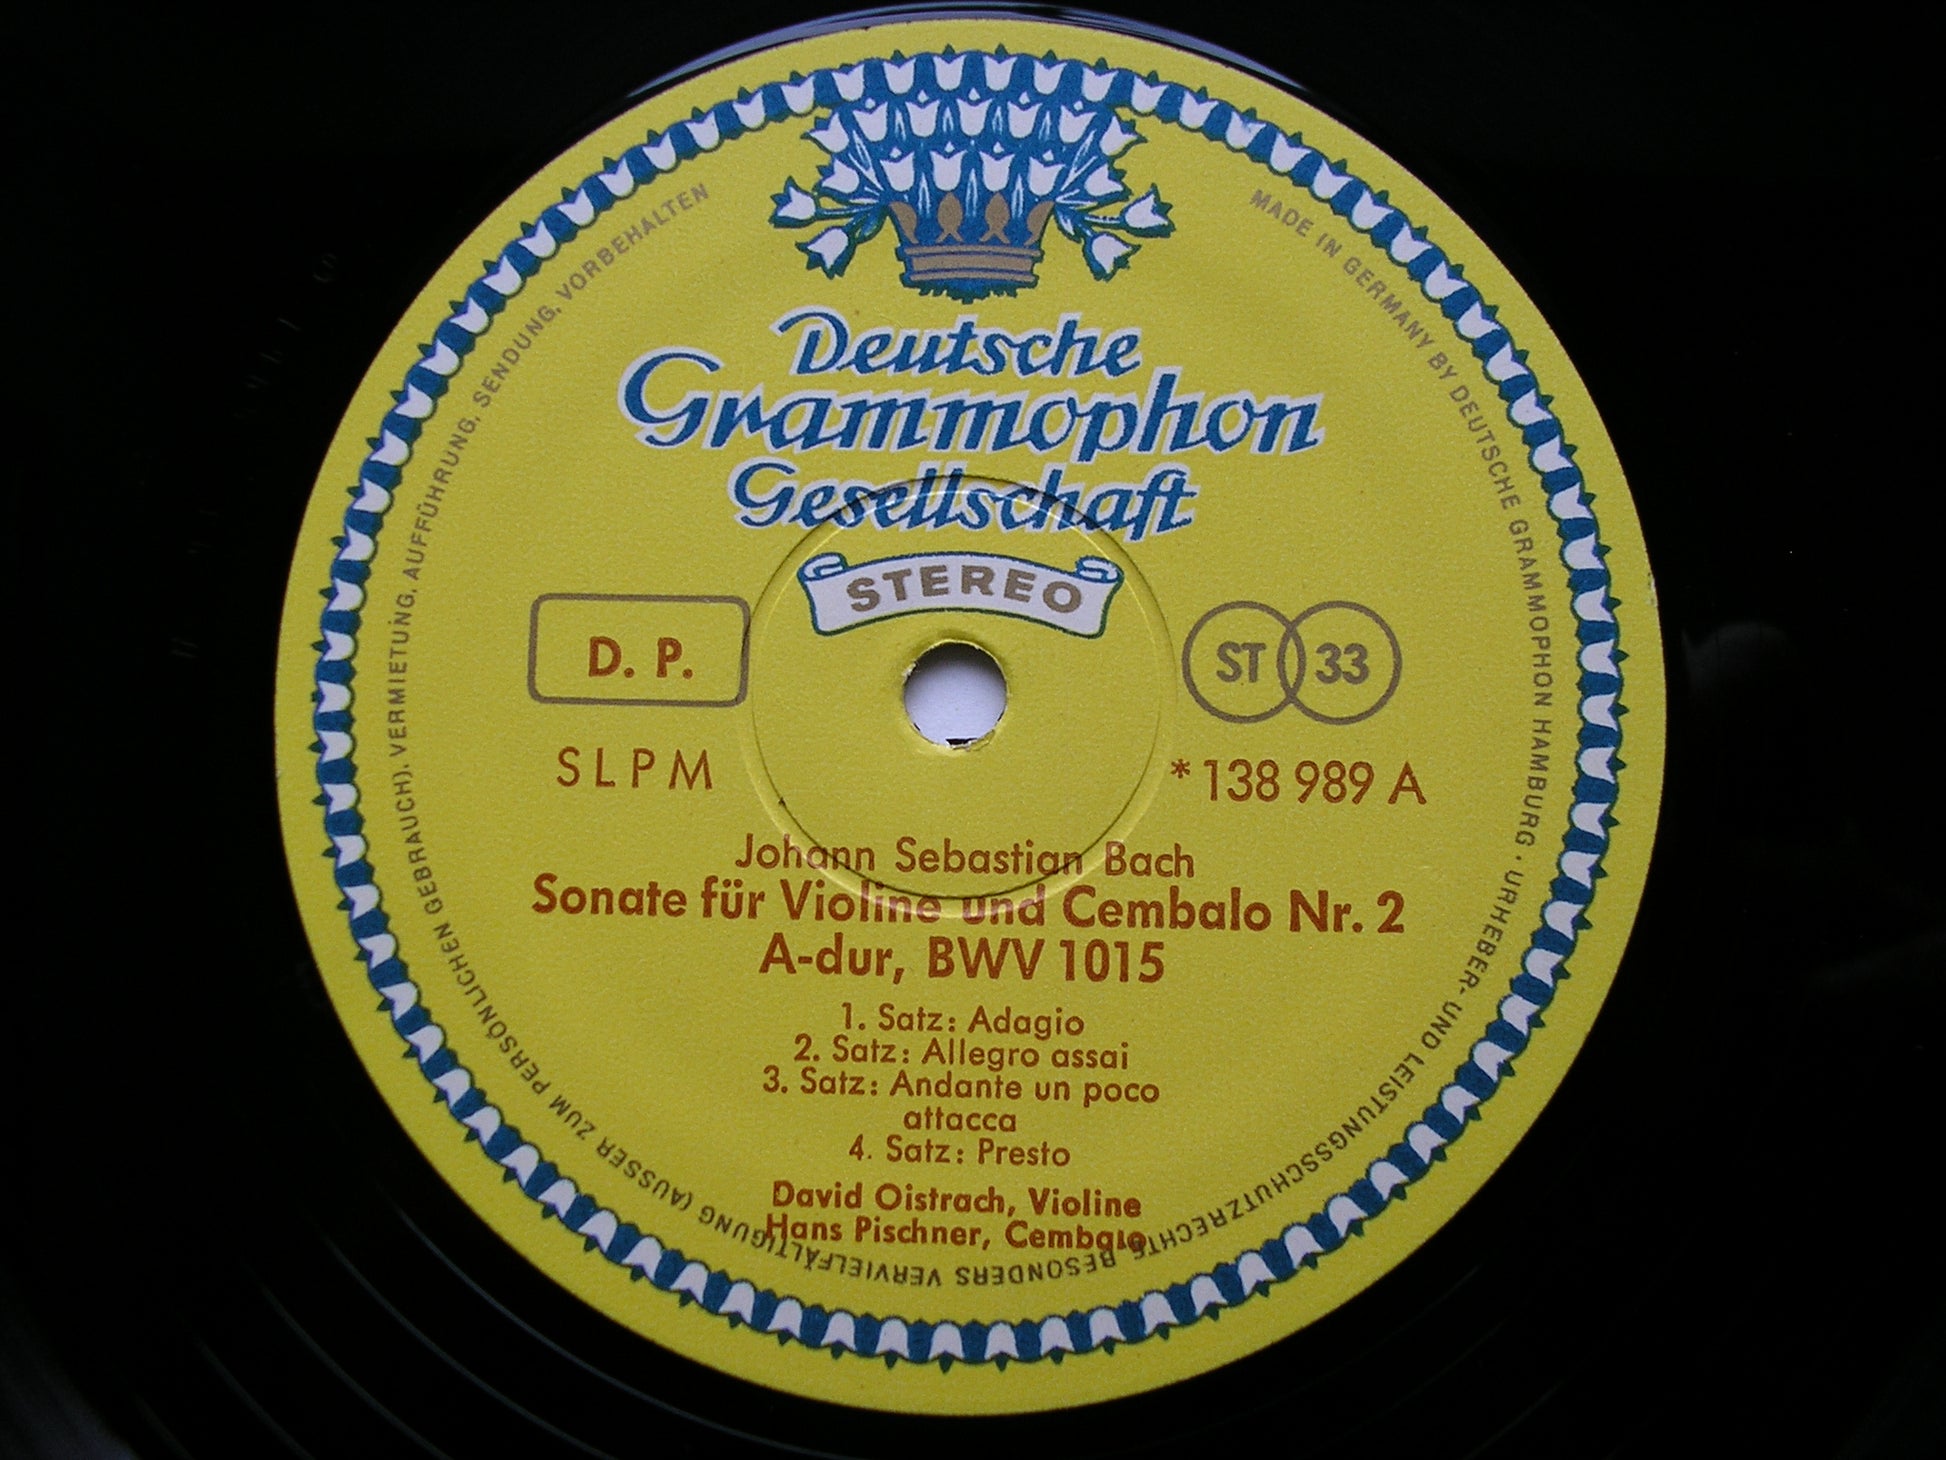 Deutsche
Grammophon
Gesellschaft
STEREO
D. P.
ST 33
SLPM
*138 989 A
Johann Sebastian Bach
Sonate für Violine und Cembalo Nr. 2
A-dur, BWV 1015
1. Satz: Adagio
2. Satz: Allegro assai
3. Satz: Andante un poco
attacca
4. Satz: Presto
David Oistrach, Violine
Hans Pischner, Cembalo
MADE IN GERMANY BY DEUTSCHE GRAMMOPHON HAMBURG · URHEBER- UND LEISTUNGSSCHUTZRECHTE, BESONDERS VERVIELFÄLTIGUNG (AUSSER ZUM PERSÖNLICHEN GEBRAUCH), VERMIETUNG, AUFFÜHRUNG, SENDUNG, VORBEHALTEN